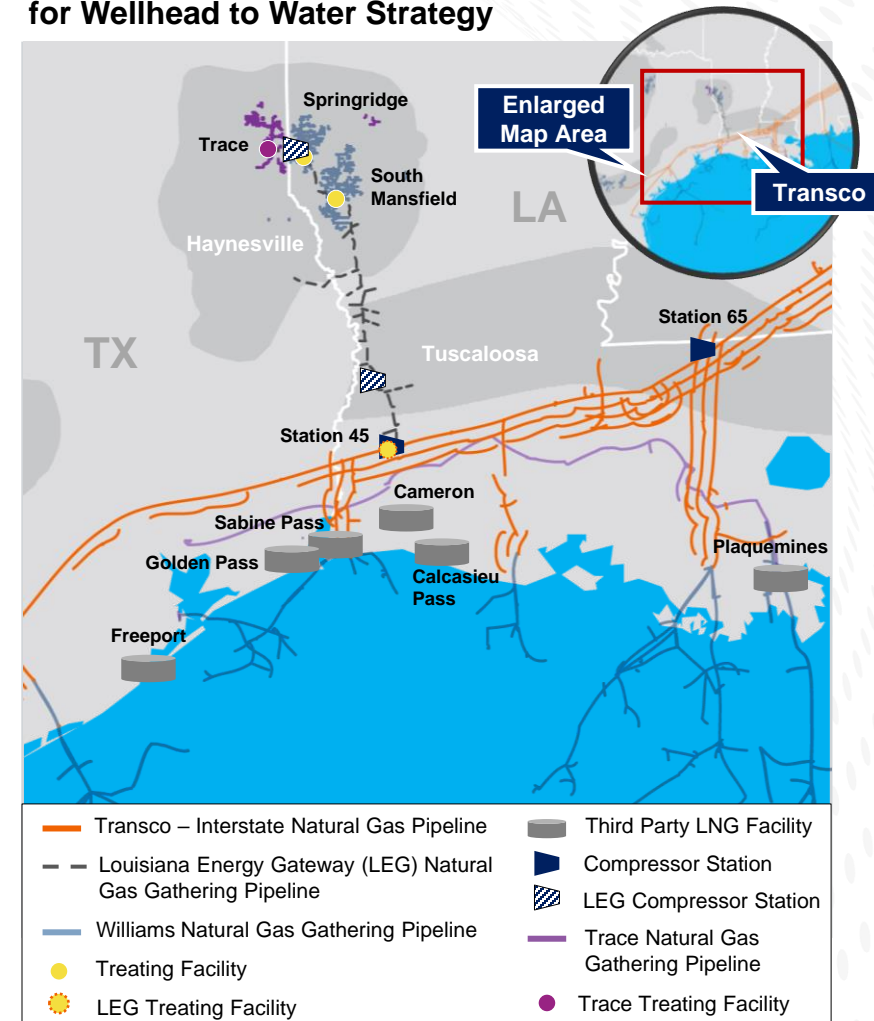 for Wellhead to Water Strategy
Enlarged
Map Area
Transco
Springridge
Trace
South
Mansfield
LA
Haynesville
TX
Station 65
Tuscaloosa
Station 45
Cameron
Sabine Pass
Plaquemines
Golden Pass
Calcasieu
Pass
Freeport
Transco – Interstate Natural Gas Pipeline
Louisiana Energy Gateway (LEG) Natural
Gas Gathering Pipeline
Williams Natural Gas Gathering Pipeline
Treating Facility
LEG Treating Facility
Third Party LNG Facility
Compressor Station
LEG Compressor Station
Trace Natural Gas
Gathering Pipeline
Trace Treating Facility